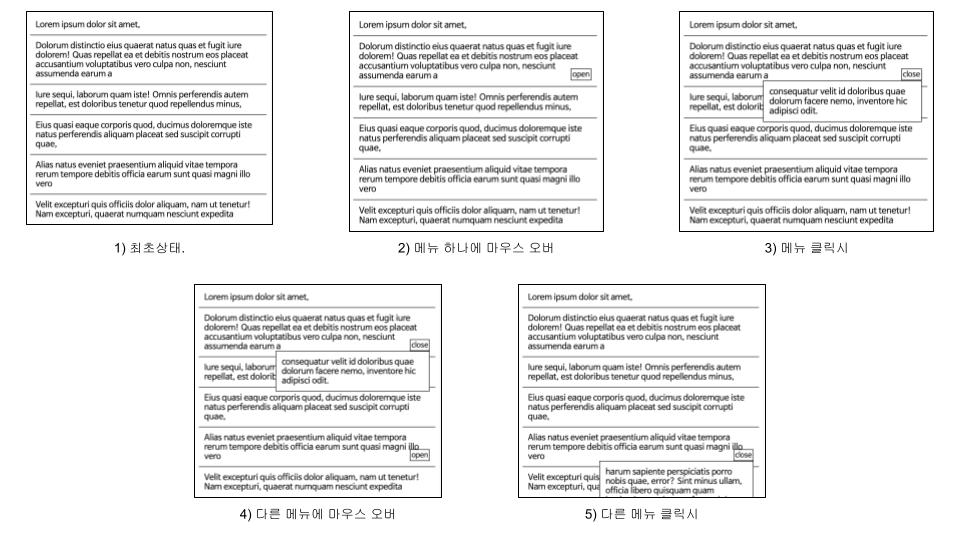 Lorem ipsum dolor sit amet,
Dolorum distinctio eius quaerat natus quas et fugit iure
dolorem! Quas repellat ea et debitis nostrum eos placeat
accusantium voluptatibus vero culpa non, nesciunt
assumenda earum a
Iure sequi, laborum quam iste! Omnis perferendis autem
repellat, est doloribus tenetur quod repellendus minus,
Eius quasi eaque corporis quod, ducimus doloremque iste
natus perferendis aliquam placeat sed suscipit corrupti
quae,
Alias natus eveniet praesentium aliquid vitae tempora
rerum tempore debitis officia earum sunt quasi magni illo
vero
Velit excepturi quis officiis dolor aliquam, nam ut tenetur!
Nam excepturi, quaerat numquam nesciunt expedita
1) 최초상태.
Lorem ipsum dolor sit amet,
Dolorum distinctio eius quaerat natus quas et fugit iure
dolorem! Quas repellat ea et debitis nostrum eos placeat
accusantium voluptatibus vero culpa non, nesciunt
assumenda earum a
open
Iure sequi, laborum quam iste! Omnis perferendis autem
repellat, est doloribus tenetur quod repellendus minus,
Eius quasi eaque corporis quod, ducimus doloremque iste
natus perferendis aliquam placeat sed suscipit corrupti
quae,
Alias natus eveniet praesentium aliquid vitae tempora
rerum tempore debitis officia earum sunt quasi magni illo
vero
Velit excepturi quis officiis dolor aliquam, nam ut tenetur!
Nam excepturi, quaerat numquam nesciunt expedita
2) 메뉴 하나에 마우스 오버
Lorem ipsum dolor sit amet,
Dolorum distinctio eius quaerat natus quas et fugit iure
dolorem! Quas repellat ea et debitis nostrum eos placeat
accusantium voluptatibus vero culpa non, nesciunt
assumenda earum a
close
Iure sequi, laborum
repellat, est dolorib
consequatur velit id doloribus quae
dolorum facere nemo, inventore hic
adipisci odit.
Eius quasi eaque corporis quod, ducimus doloremque iste
natus perferendis aliquam placeat sed suscipit corrupti
quae,
Alias natus eveniet praesentium aliquid vitae tempora
rerum tempore debitis officia earum sunt quasi magni illo
vero
Velit excepturi quis officiis dolor aliquam, nam ut tenetur!
Nam excepturi, quaerat numquam nesciunt expedita
3) 메뉴 클릭시
Lorem ipsum dolor sit amet,
Dolorum distinctio eius quaerat natus quas et fugit iure
dolorem! Quas repellat ea et debitis nostrum eos placeat
accusantium voluptatibus vero culpa non, nesciunt
assumenda earum a
close
Iure sequi, laborum
repellat, est dolorib
consequatur velit id doloribus quae
dolorum facere nemo, inventore hic
adipisci odit.
Eius quasi eaque corporis quod, ducimus doloremque iste
natus perferendis aliquam placeat sed suscipit corrupti
quae,
Alias natus eveniet praesentium aliquid vitae tempora
rerum tempore debitis officia earum sunt quasi magni illo
vero
open
Velit excepturi quis officiis dolor aliquam, nam ut tenetur!
Nam excepturi, quaerat numquam nesciunt expedita
4) 다른 메뉴에 마우스 오버
Lorem ipsum dolor sit amet,
Dolorum distinctio eius quaerat natus quas et fugit iure
dolorem! Quas repellat ea et debitis nostrum eos placeat
accusantium voluptatibus vero culpa non, nesciunt
assumenda earum a
Iure sequi, laborum quam iste! Omnis perferendis autem
repellat, est doloribus tenetur quod repellendus minus,
Eius quasi eaque corporis quod, ducimus doloremque iste
natus perferendis aliquam placeat sed suscipit corrupti
quae,
Alias natus eveniet praesentium aliquid vitae tempora
rerum tempore debitis officia earum sunt quasi magni illo
vero
close
Velit excepturi quis
Nam excepturi, qua
harum sapiente perspiciatis porro
nobis quae, error? Sint minus ullam,
officia libero quisquam quam
5) 다른 메뉴 클릭시